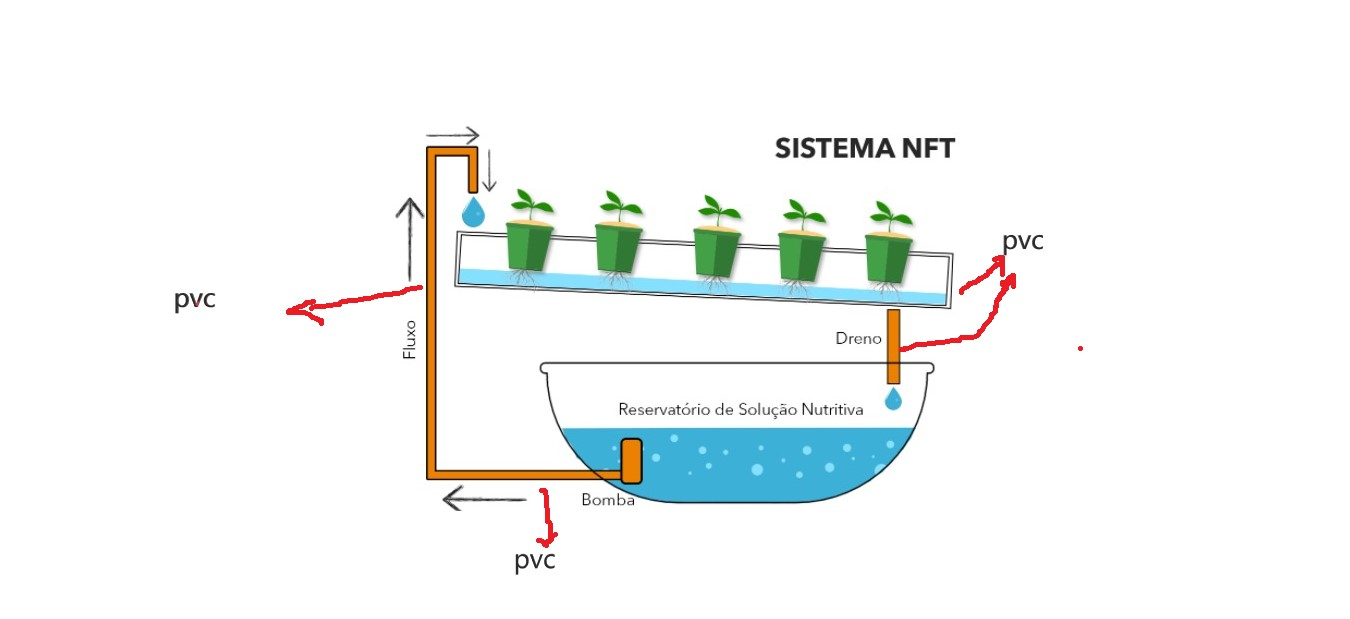 SISTEMA NFT
pvc
pvc
Fluxo
Dreno
Reservatório de Solução Nutritiva
Bomba
pvc